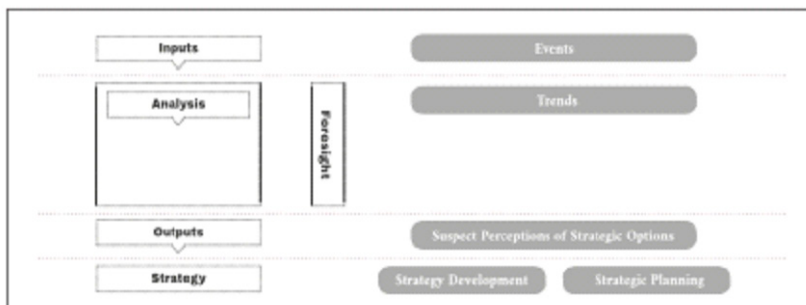 Inputs
Events
Analysis
Trends
Foresight
Outputs
Suspect Perceptions of Strategic Options
Strategy
Strategy Development
Strategic Planning